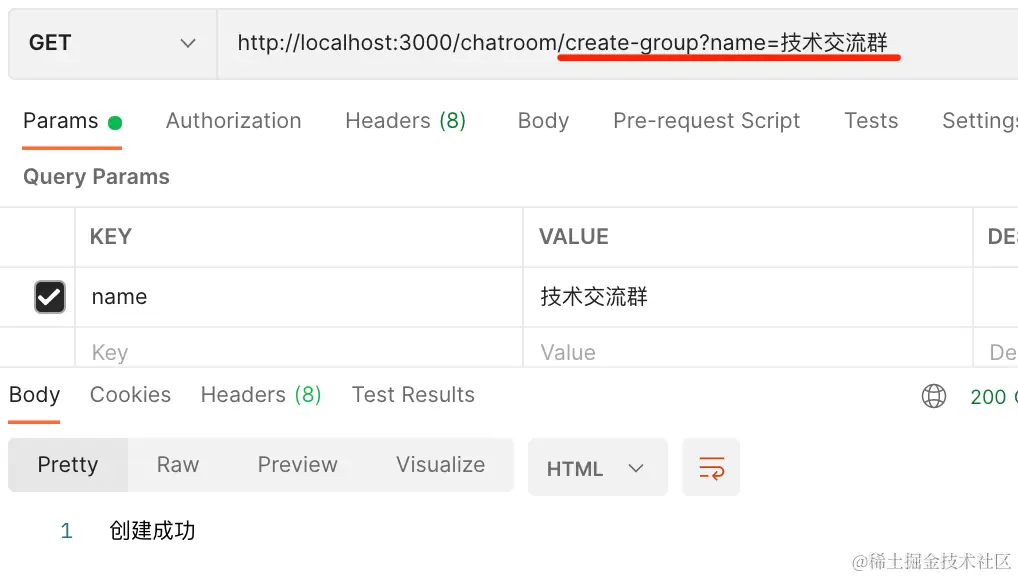 GET http://localhost:3000/chatroom/create-group?name=技术交流群
Params Authorization Headers (8) Body Pre-request Script Tests Settings
Query Params
KEY VALUE DES
name 技术交流群
Key Value De
Body Cookies Headers (8) Test Results 200
Pretty Raw Preview Visualize HTML
1 创建成功
@稀土掘金技术社区